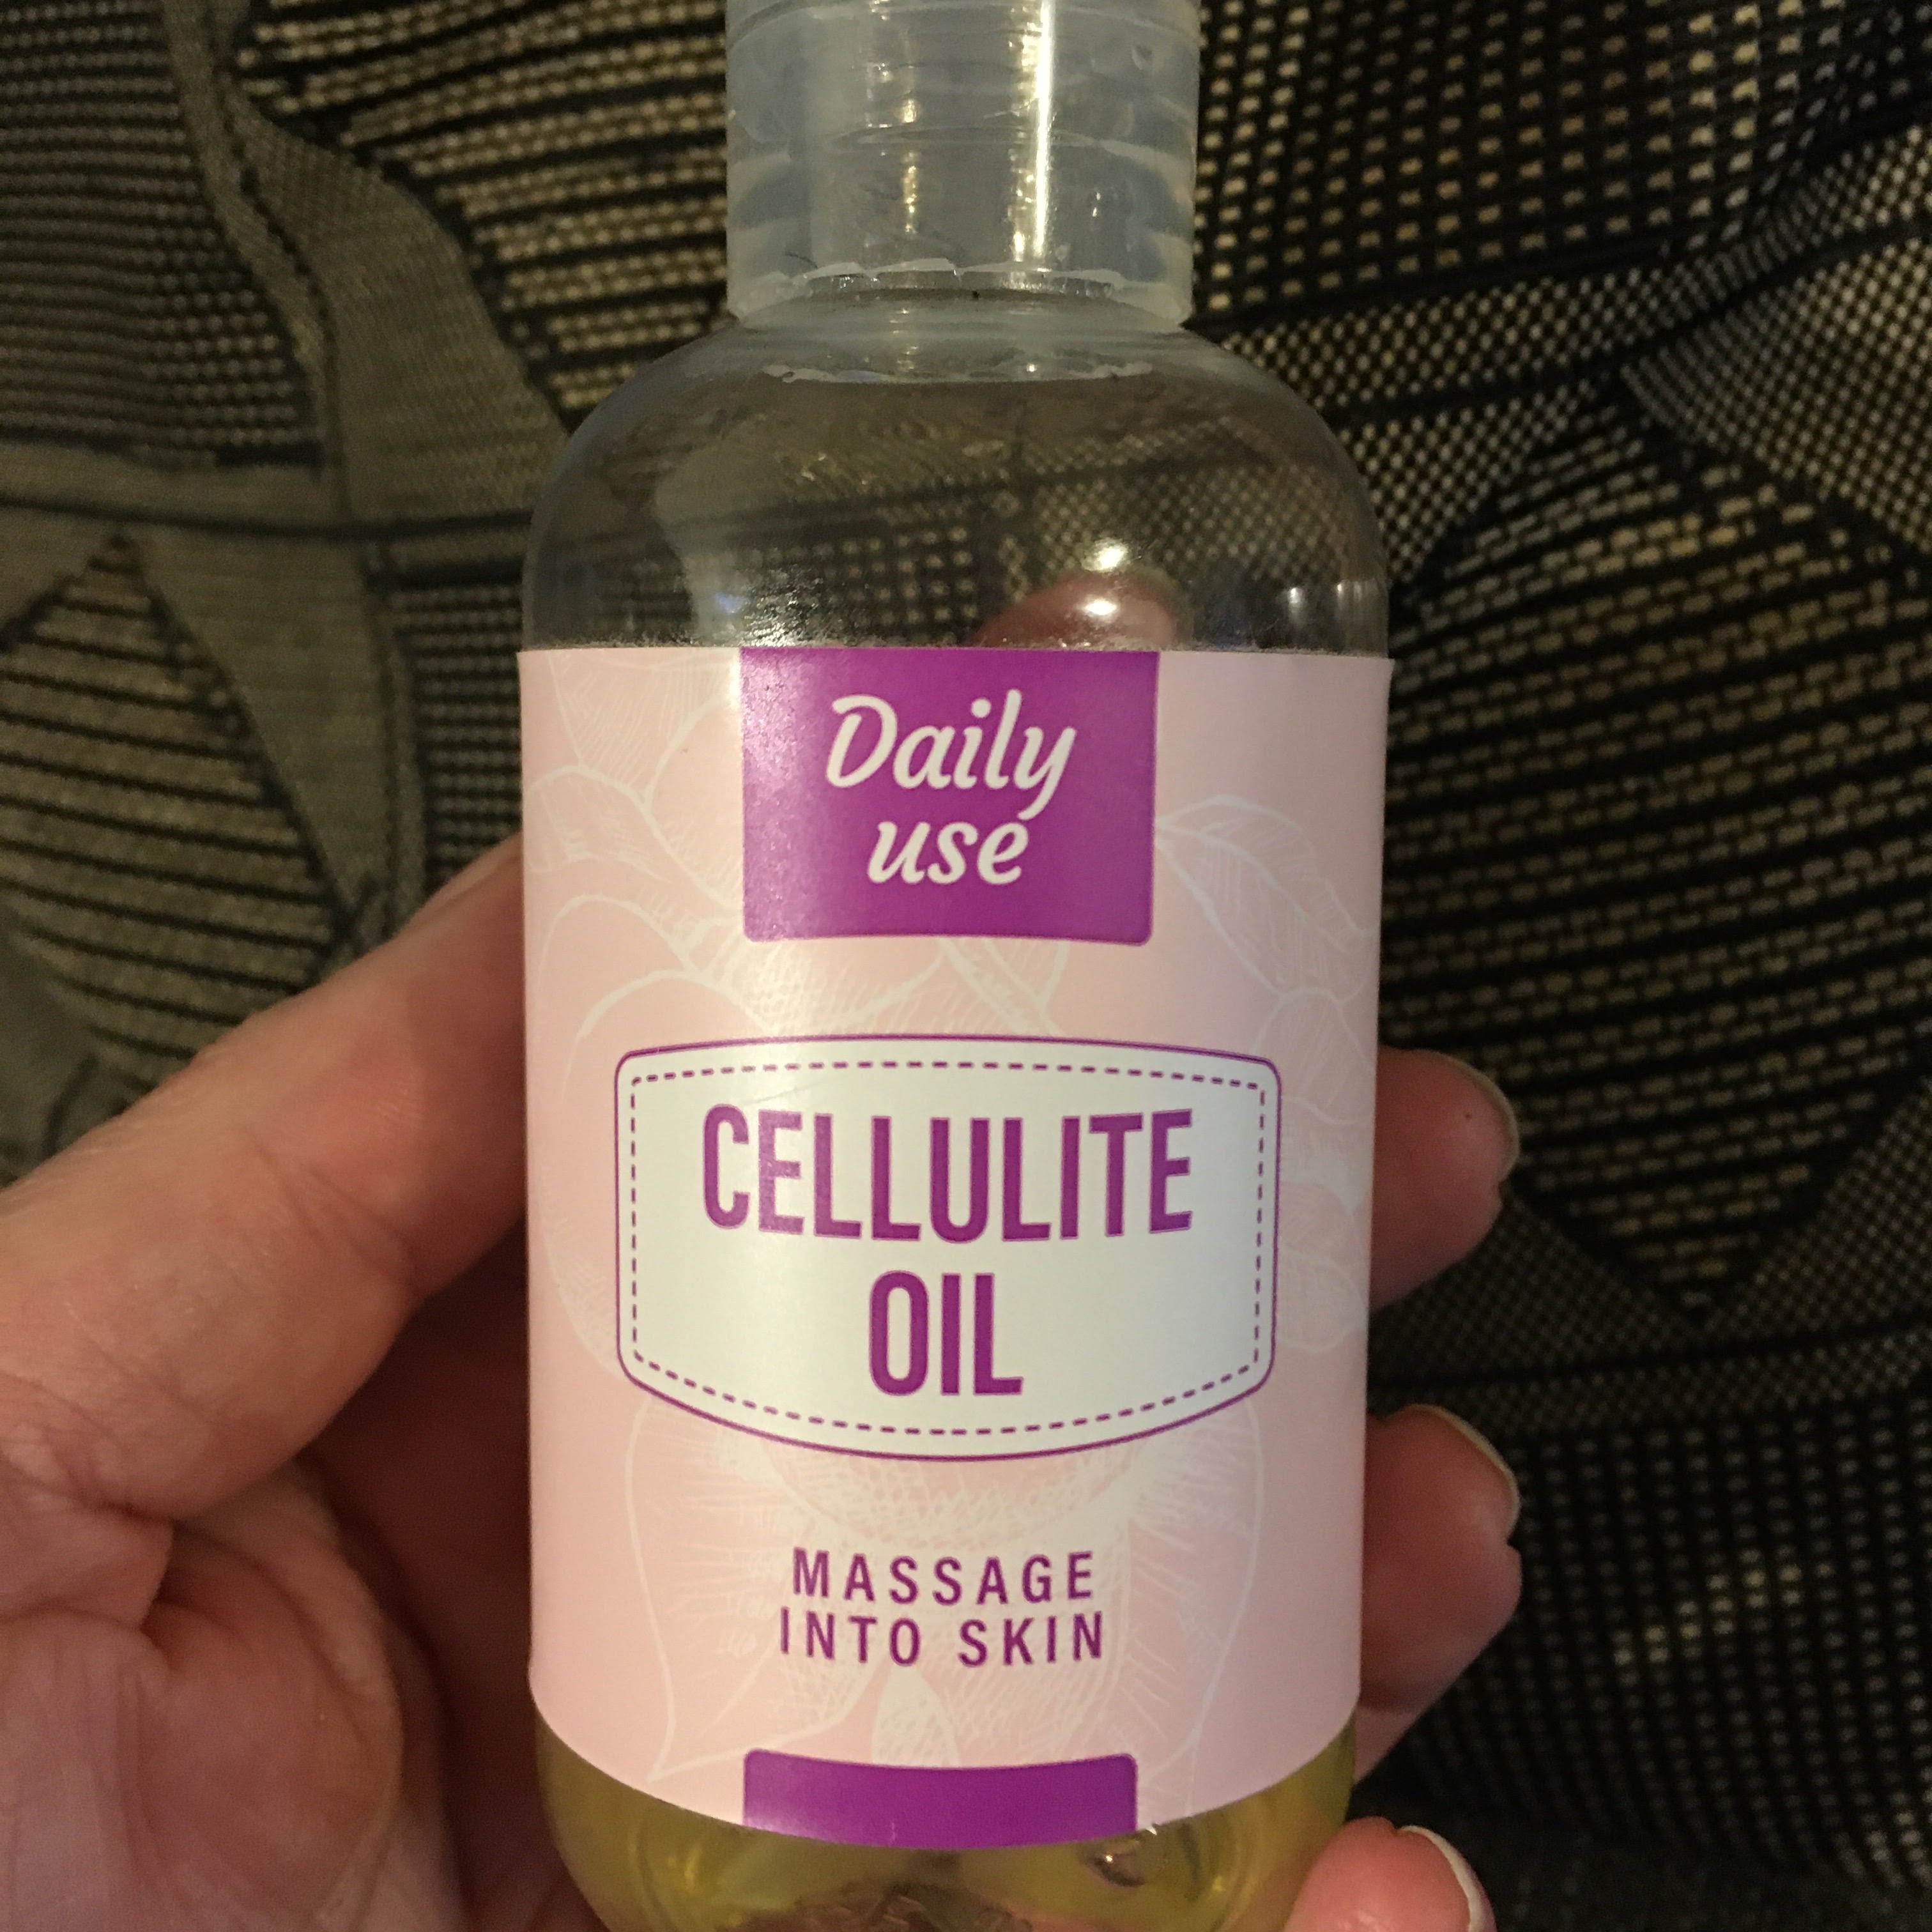 Daily
use
CELLULITE
OIL
MASSAGE
INTO SKIN